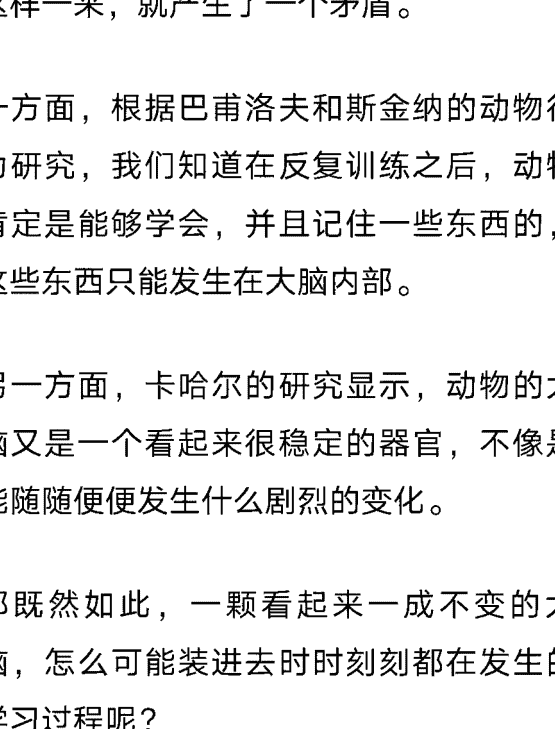 这样一来，就产生了一个矛盾。
一方面，根据巴甫洛夫和斯金纳的动物行
为研究，我们知道在反复训练之后，动物
肯定是能够学会，并且记住一些东西的，
这些东西只能发生在大脑内部。
另一方面，卡哈尔的研究显示，动物的大
脑又是一个看起来很稳定的器官，不像是
能随随便便发生什么剧烈的变化。
那既然如此，一颗看起来一成不变的大
脑，怎么可能装进去时时刻刻都在发生的
学习过程呢？